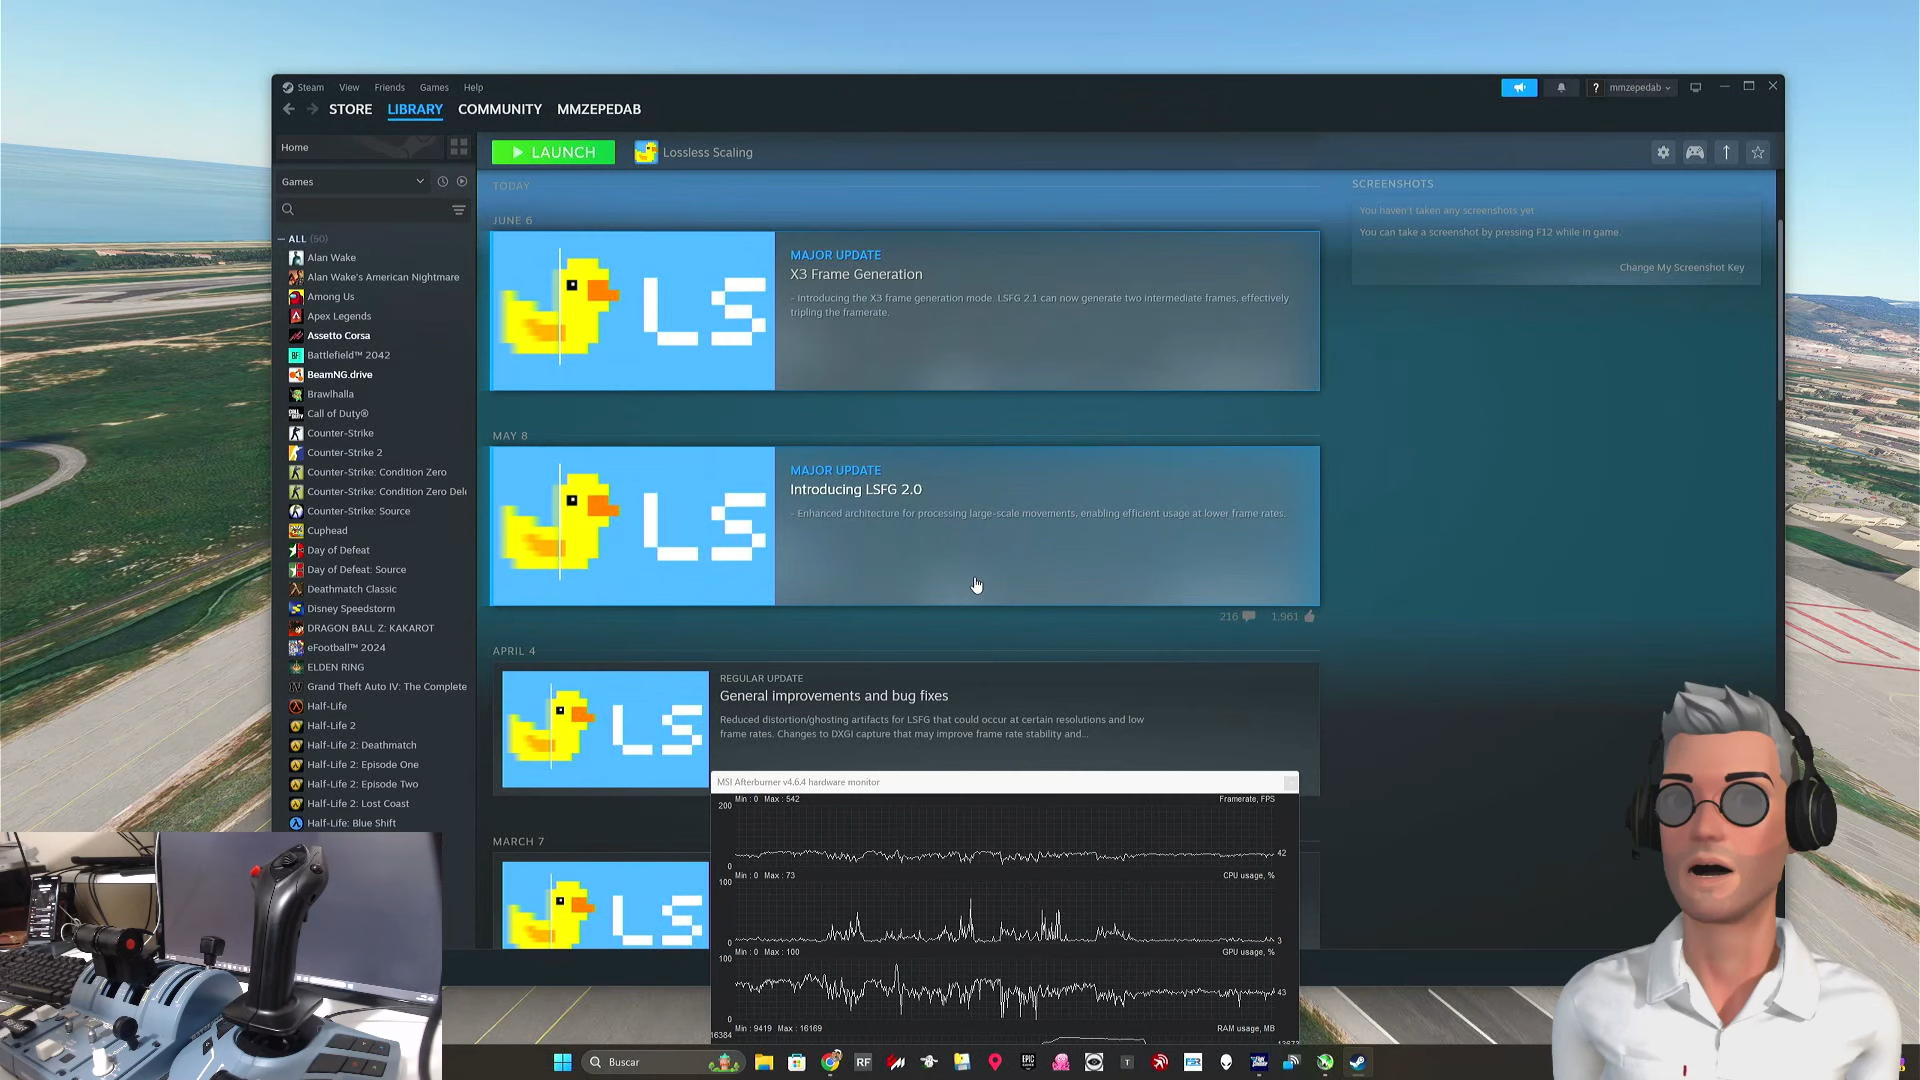 Steam View Friends Games Help
mmzepedab
STORE LIBRARY COMMUNITY MMZEPEDAB
Home
LAUNCH
Lossless Scaling
Games
ALL (50)
Alan Wake
Alan Wake's American Nightmare
Among Us
Apex Legends
Assetto Corsa
Battlefield™ 2042
BeamNG.drive
Brawlhalla
Call of Duty®
Counter-Strike
Counter-Strike 2
Counter-Strike: Condition Zero
Counter-Strike: Condition Zero Del
Counter-Strike: Source
Cuphead
Day of Defeat
Day of Defeat: Source
Deathmatch Classic
Disney Speedstorm
DRAGON BALL Z: KAKAROT
eFootball™ 2024
ELDEN RING
Grand Theft Auto IV: The Complete
Half-Life
Half-Life 2
Half-Life 2: Deathmatch
Half-Life 2: Episode One
Half-Life 2: Episode Two
Half-Life 2: Lost Coast
Half-Life: Blue Shift
TODAY
JUNE 6
LS
MAJOR UPDATE
X3 Frame Generation
- Introducing the X3 frame generation mode. LSFG 2.1 can now generate two intermediate frames, effectively
tripling the framerate.
MAY 8
LS
MAJOR UPDATE
Introducing LSFG 2.0
- Enhanced architecture for processing large-scale movements, enabling efficient usage at lower frame rates.
216 1,961
APRIL 4
LS
REGULAR UPDATE
General improvements and bug fixes
Reduced distortion/ghosting artifacts for LSFG that could occur at certain resolutions and low
frame rates. Changes to DXGI capture that may improve frame rate stability and...
MARCH 7
LS
SCREENSHOTS
You haven't taken any screenshots yet
You can take a screenshot by pressing F12 while in game.
Change My Screenshot Key
MSI Afterburner v4.6.4 hardware monitor
Min : 0 Max : 542 Framerate, FPS
200
42
0
Min : 0 Max : 73 CPU usage, %
100
3
0
Min : 0 Max : 100 GPU usage, %
100
43
0
Min : 9419 Max : 16169 RAM usage, MB
16384
Buscar
RF
EPIC
T
FSR